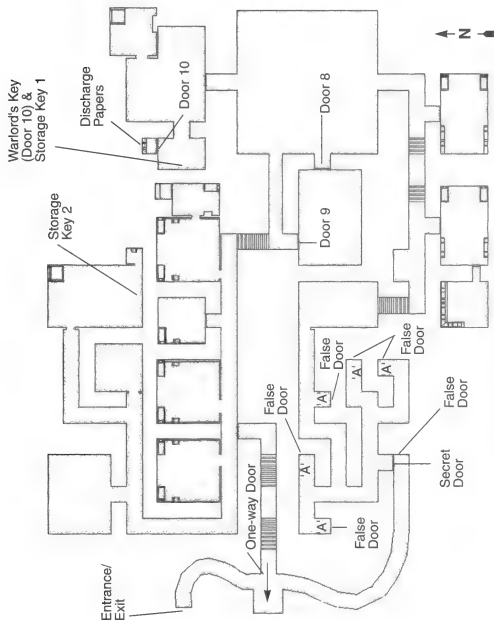 Warlord's Key
(Door 10) &
Storage Key 1
Discharge
Papers
Door 10
Door 8
Storage
Key 2
Door 9
False
Door
False
Door
False
Door
'A'
'A'
'A'
'A'
'A'
False
Door
One-way Door
False
Door
Secret
Door
False
Door
Entrance/
Exit
N